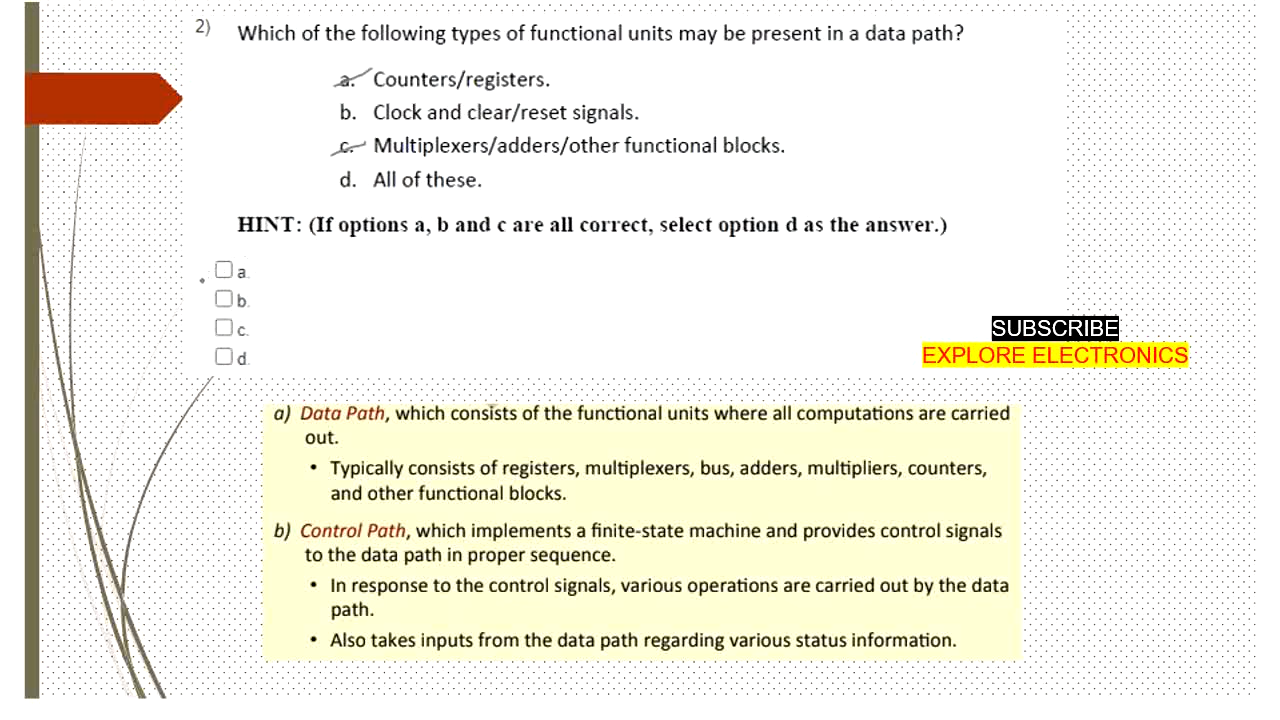 2) Which of the following types of functional units may be present in a data path?
a. Counters/registers.
b. Clock and clear/reset signals.
c. Multiplexers/adders/other functional blocks.
d. All of these.
HINT: (If options a, b and c are all correct, select option d as the answer.)
a.
b.
c.
d.
SUBSCRIBE
EXPLORE ELECTRONICS
a) Data Path, which consists of the functional units where all computations are carried
out.
• Typically consists of registers, multiplexers, bus, adders, multipliers, counters,
and other functional blocks.
b) Control Path, which implements a finite-state machine and provides control signals
to the data path in proper sequence.
• In response to the control signals, various operations are carried out by the data
path.
• Also takes inputs from the data path regarding various status information.